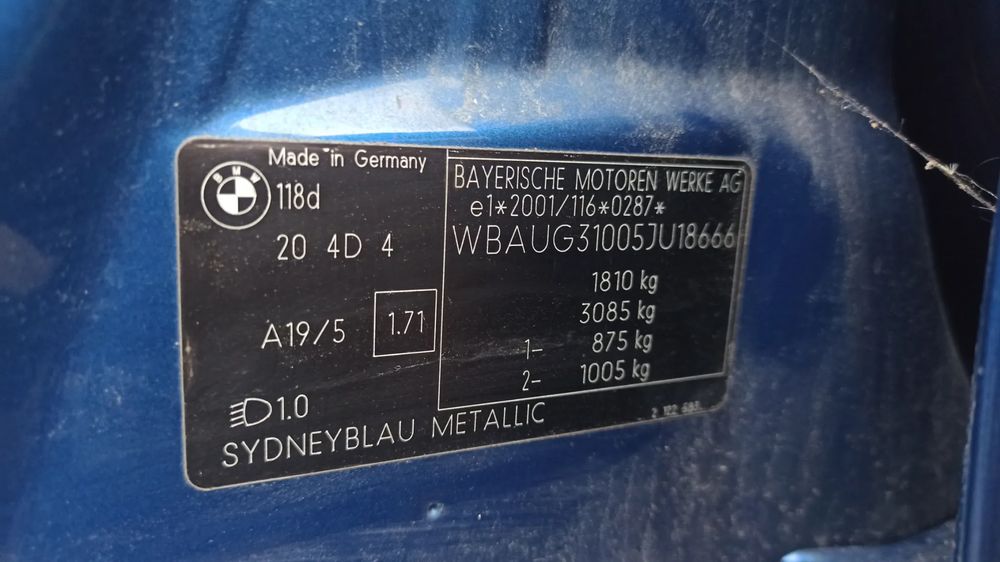 Made in Germany
BMW
118d
20 4D 4
A19/5
1.71
1.0
SYDNEYBLAU METALLIC
BAYERISCHE MOTOREN WERKE AG
e1*2001/116*0287*
WBAUG31005JU18666
1810 kg
3085 kg
1- 875 kg
2- 1005 kg